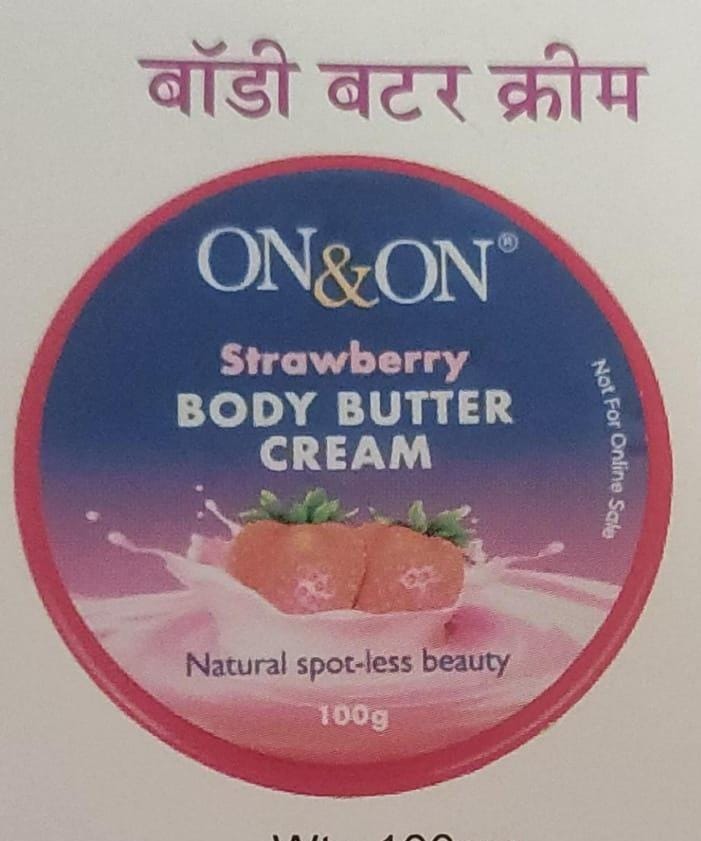 बॉडी बटर क्रीम
ON&ON®
Strawberry
BODY BUTTER
CREAM
Not For Online Sale
Natural spot-less beauty
100g